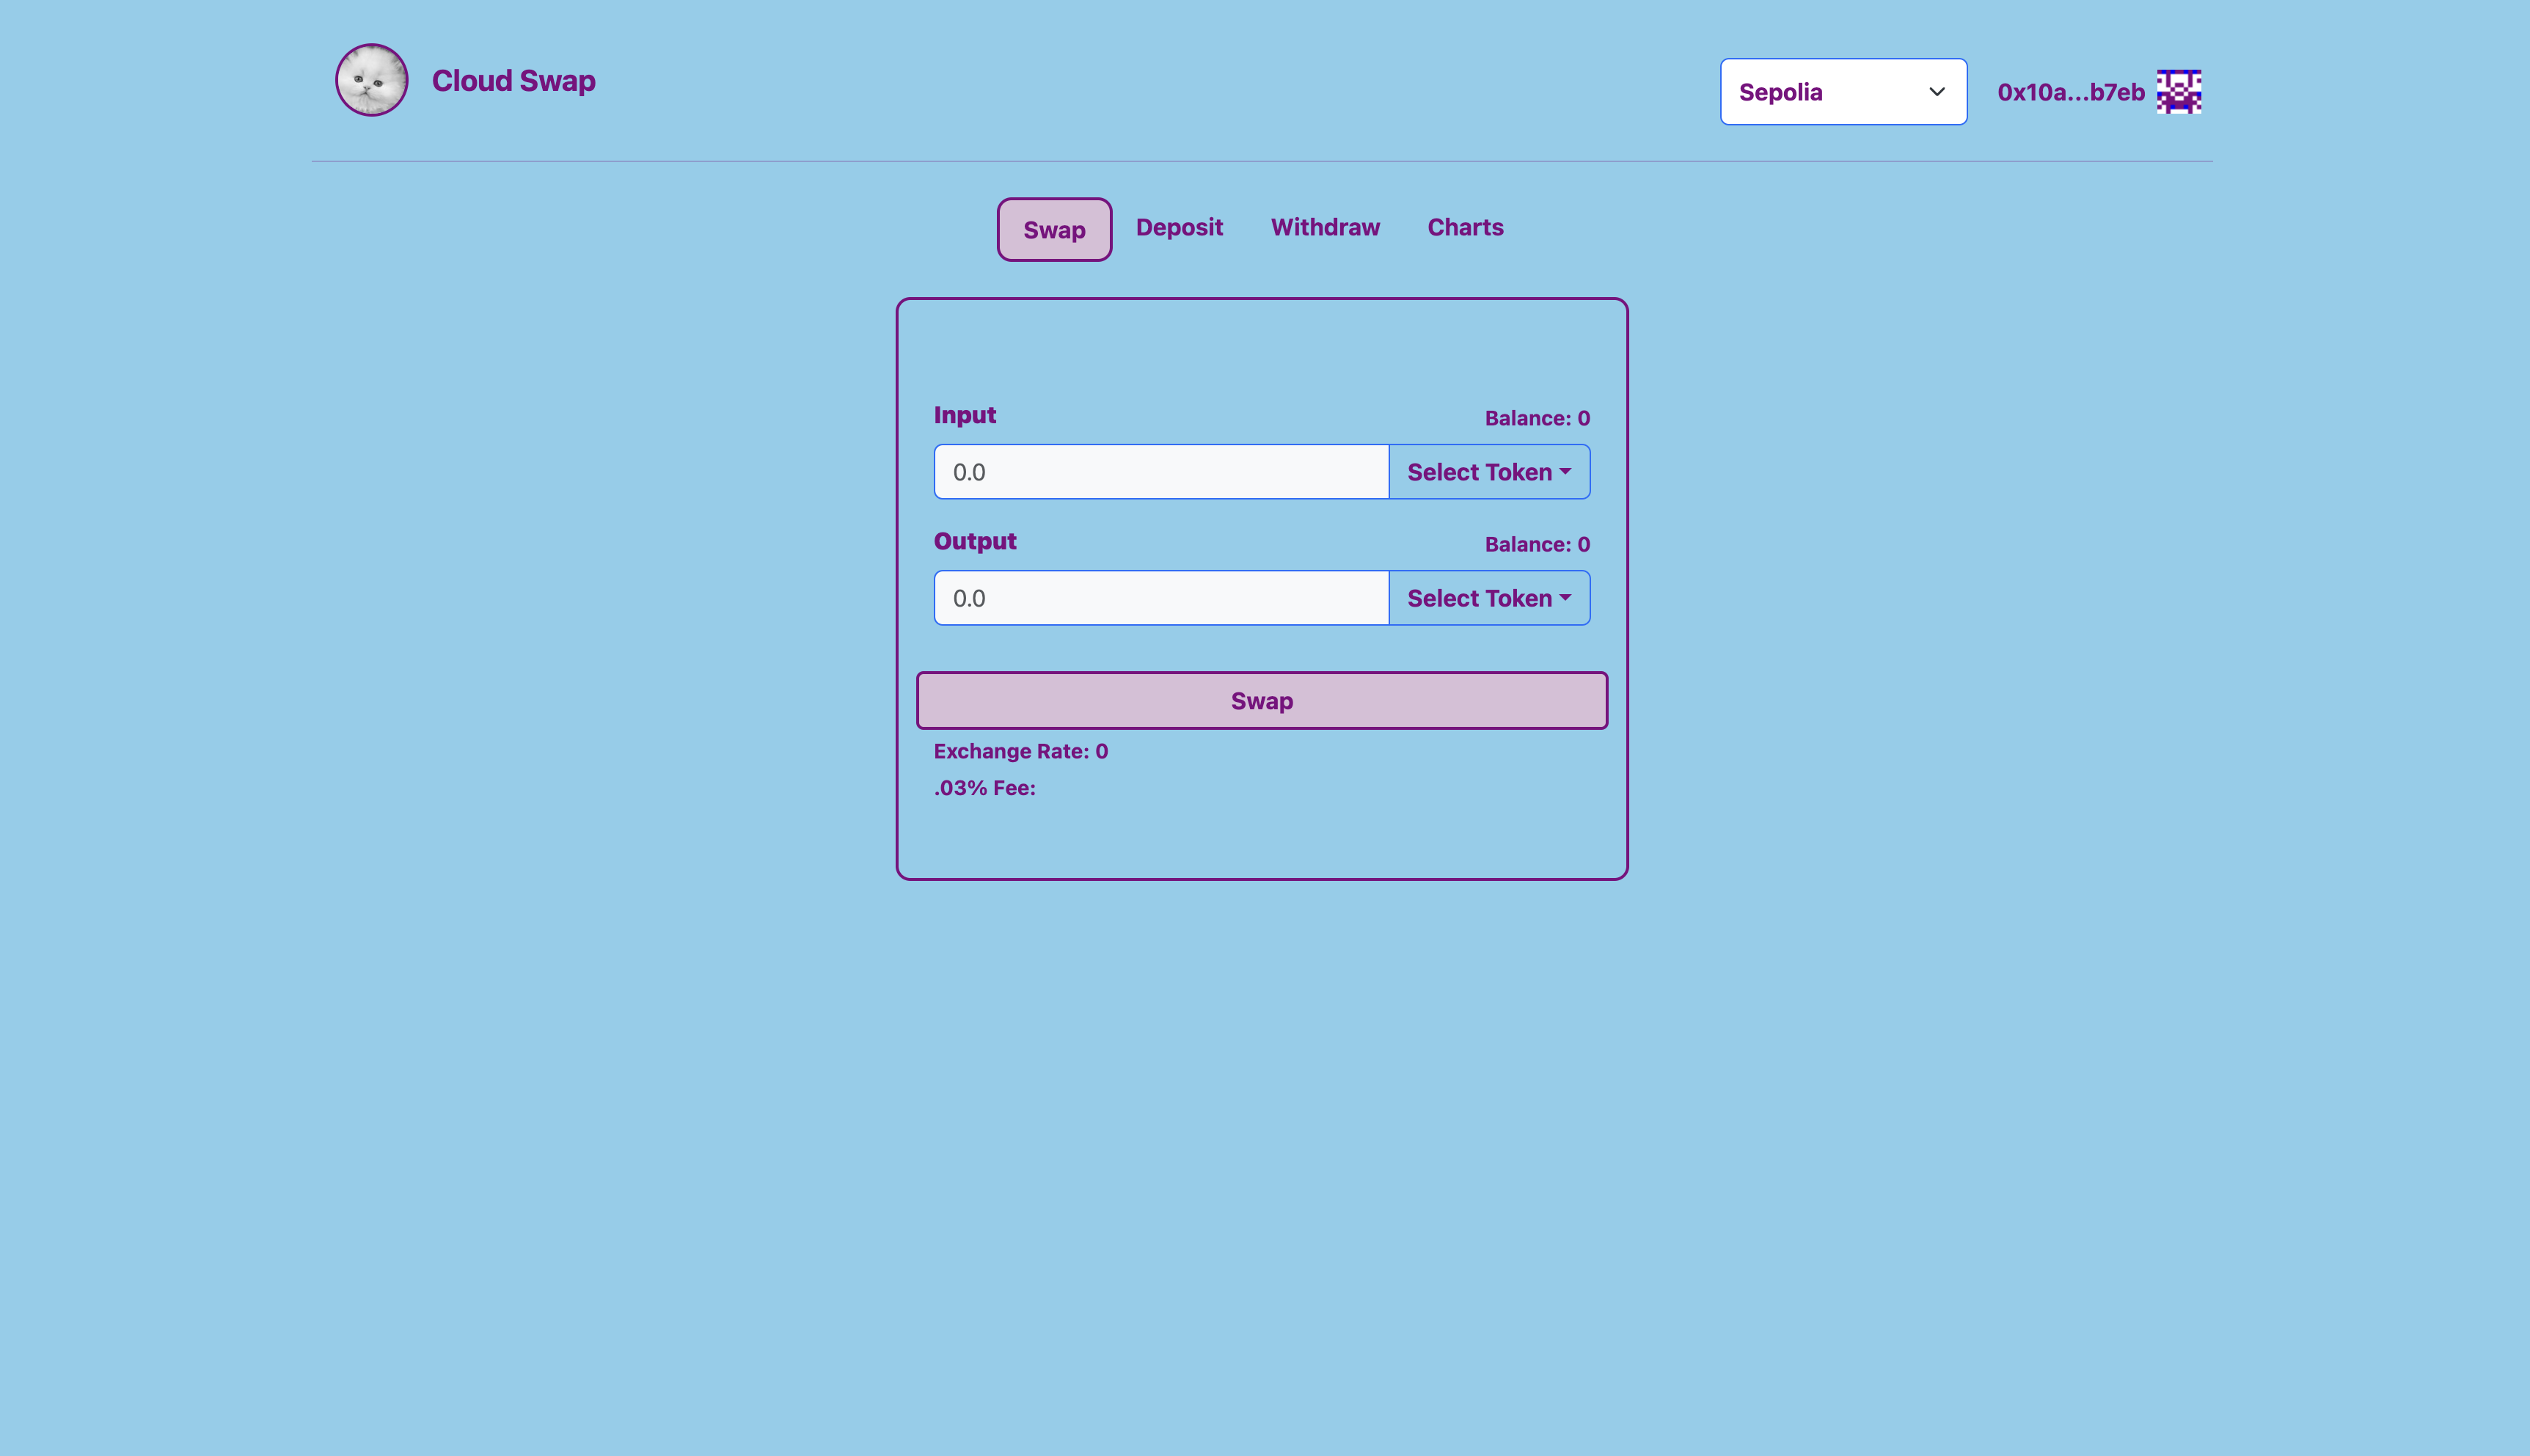 Cloud Swap
Sepolia
0x10a...b7eb
Swap Deposit Withdraw Charts
Input Balance: 0
0.0 Select Token
Output Balance: 0
0.0 Select Token
Swap
Exchange Rate: 0
.03% Fee: